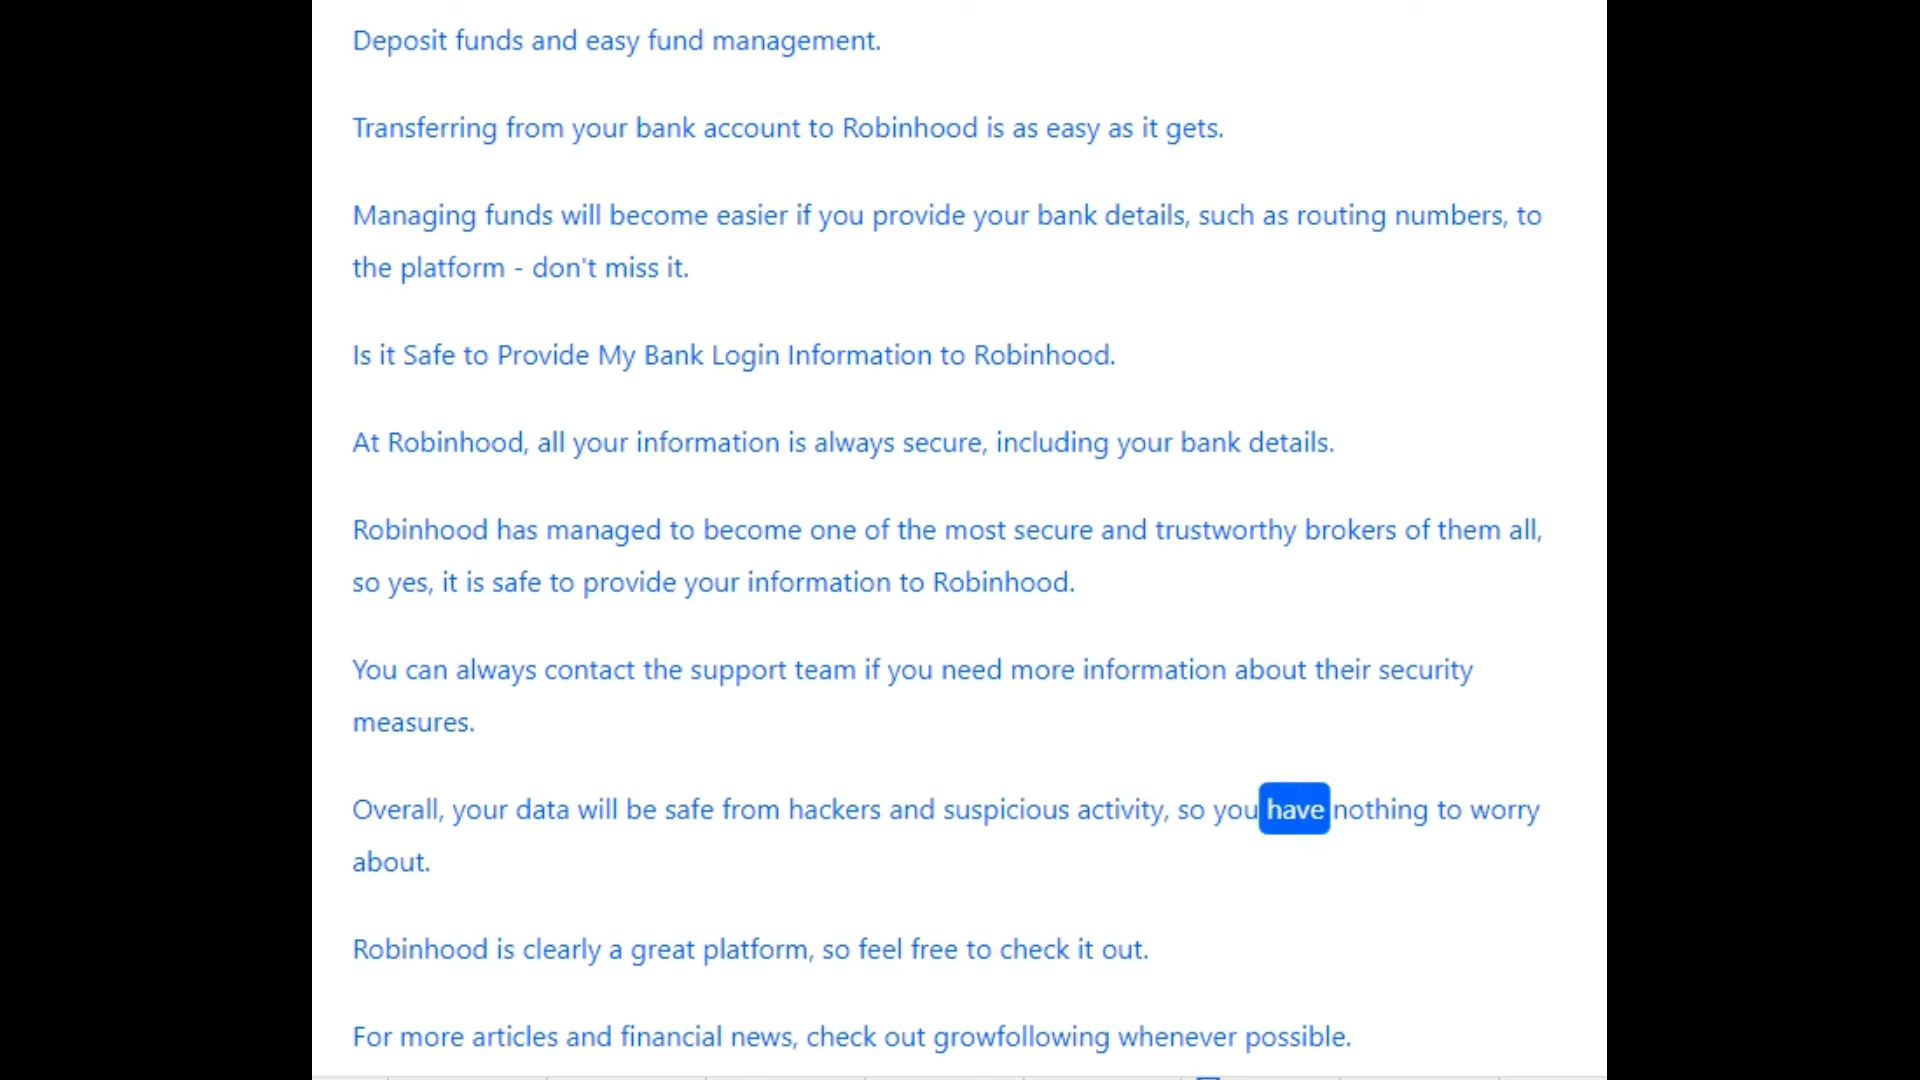 Deposit funds and easy fund management.
Transferring from your bank account to Robinhood is as easy as it gets.
Managing funds will become easier if you provide your bank details, such as routing numbers, to
the platform - don't miss it.
Is it Safe to Provide My Bank Login Information to Robinhood.
At Robinhood, all your information is always secure, including your bank details.
Robinhood has managed to become one of the most secure and trustworthy brokers of them all,
so yes, it is safe to provide your information to Robinhood.
You can always contact the support team if you need more information about their security
measures.
Overall, your data will be safe from hackers and suspicious activity, so you have nothing to worry
about.
Robinhood is clearly a great platform, so feel free to check it out.
For more articles and financial news, check out growfollowing whenever possible.